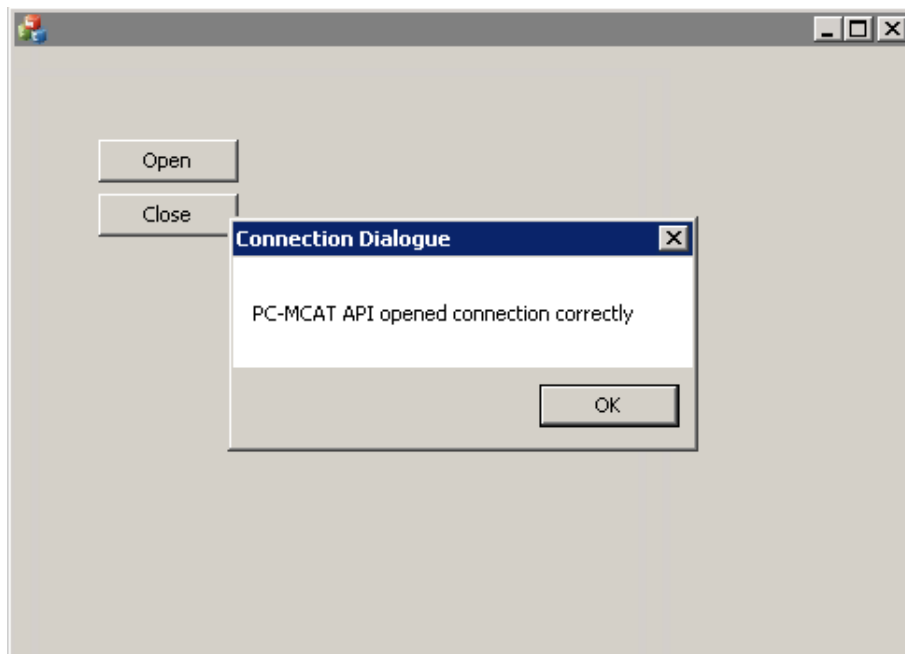 Open
Close
Connection Dialogue
PC-MCAT API opened connection correctly
OK